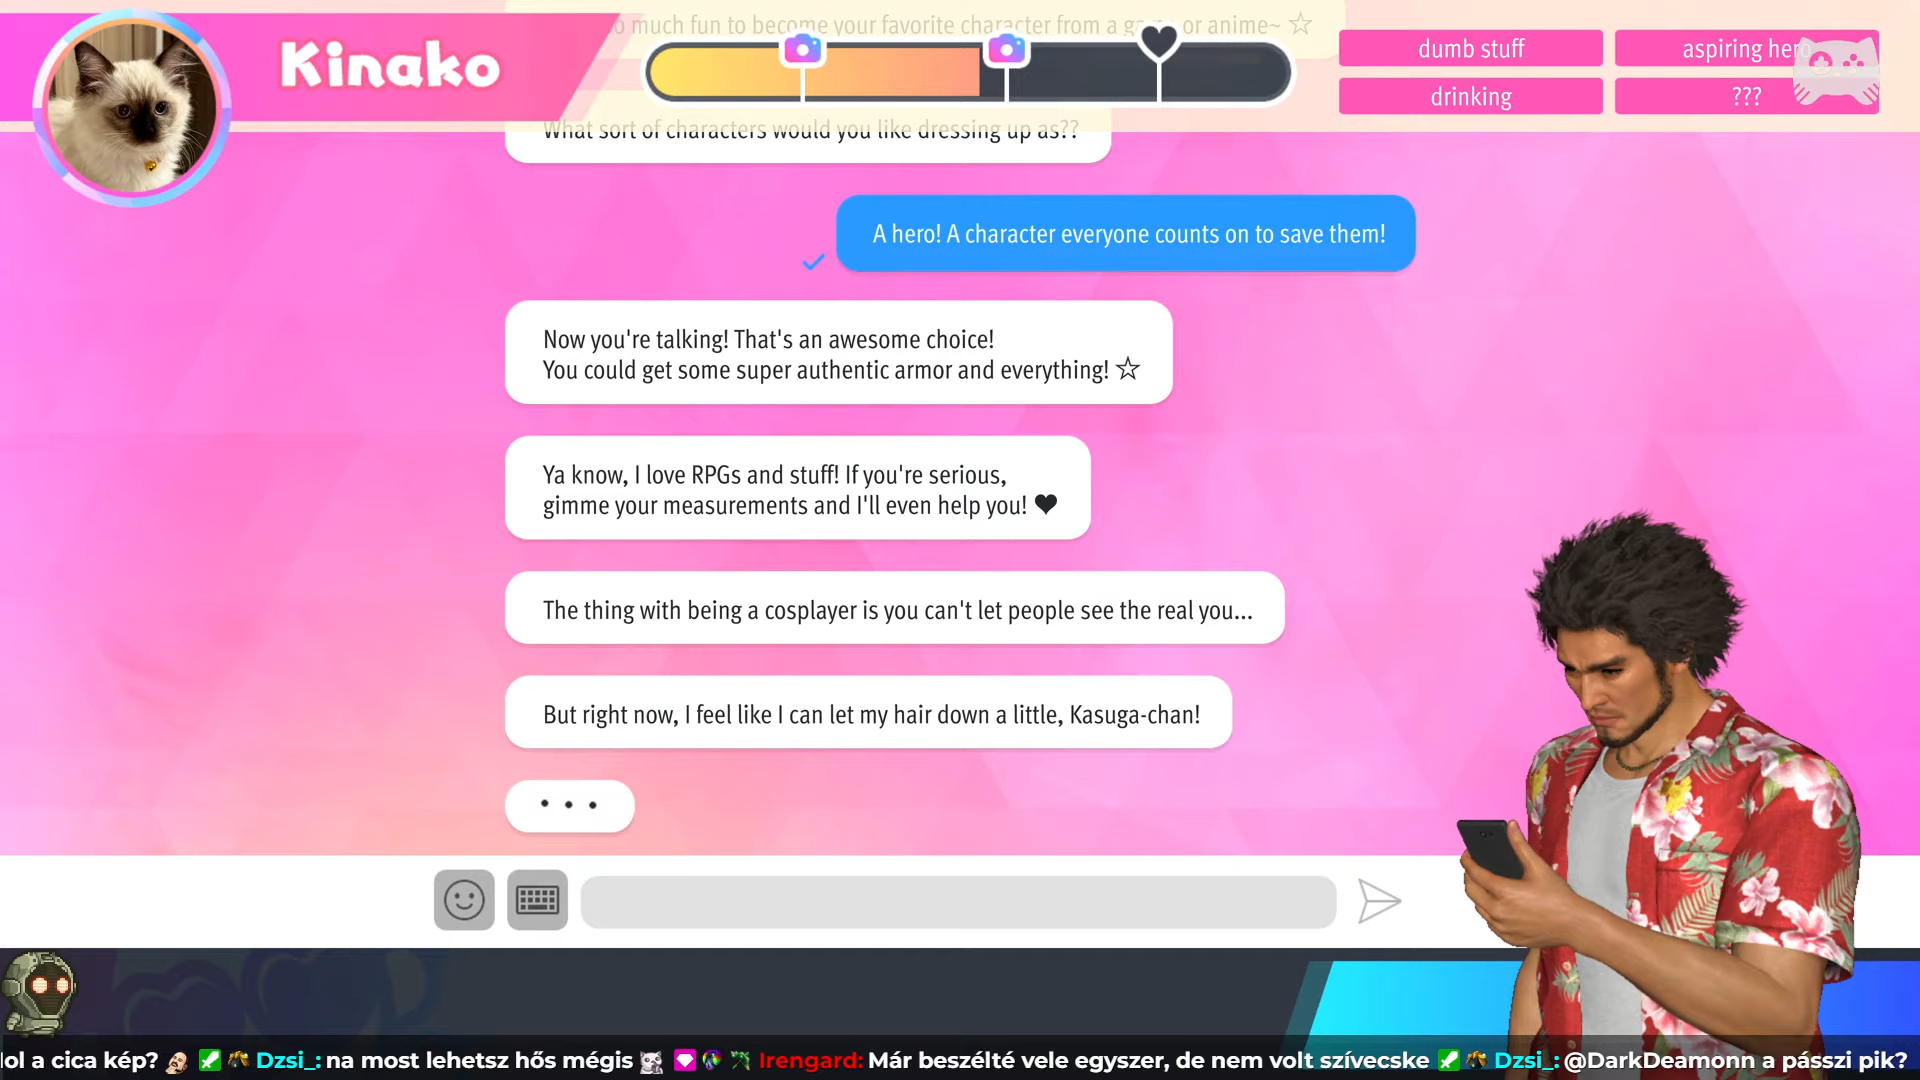 Kinako
o much fun to become your favorite character from a game or anime~ ☆
dumb stuff
aspiring hero
drinking
???
What sort of characters would you like dressing up as??
A hero! A character everyone counts on to save them!
Now you're talking! That's an awesome choice!
You could get some super authentic armor and everything! ☆
Ya know, I love RPGs and stuff! If you're serious,
gimme your measurements and I'll even help you! ♥
The thing with being a cosplayer is you can't let people see the real you...
But right now, I feel like I can let my hair down a little, Kasuga-chan!
• • •
lol a cica kép? Dzsi_: na most lehetsz hős mégis Irengard: Már beszélté vele egyszer, de nem volt szívecske Dzsi_: @DarkDeamonn a pásszi pik?